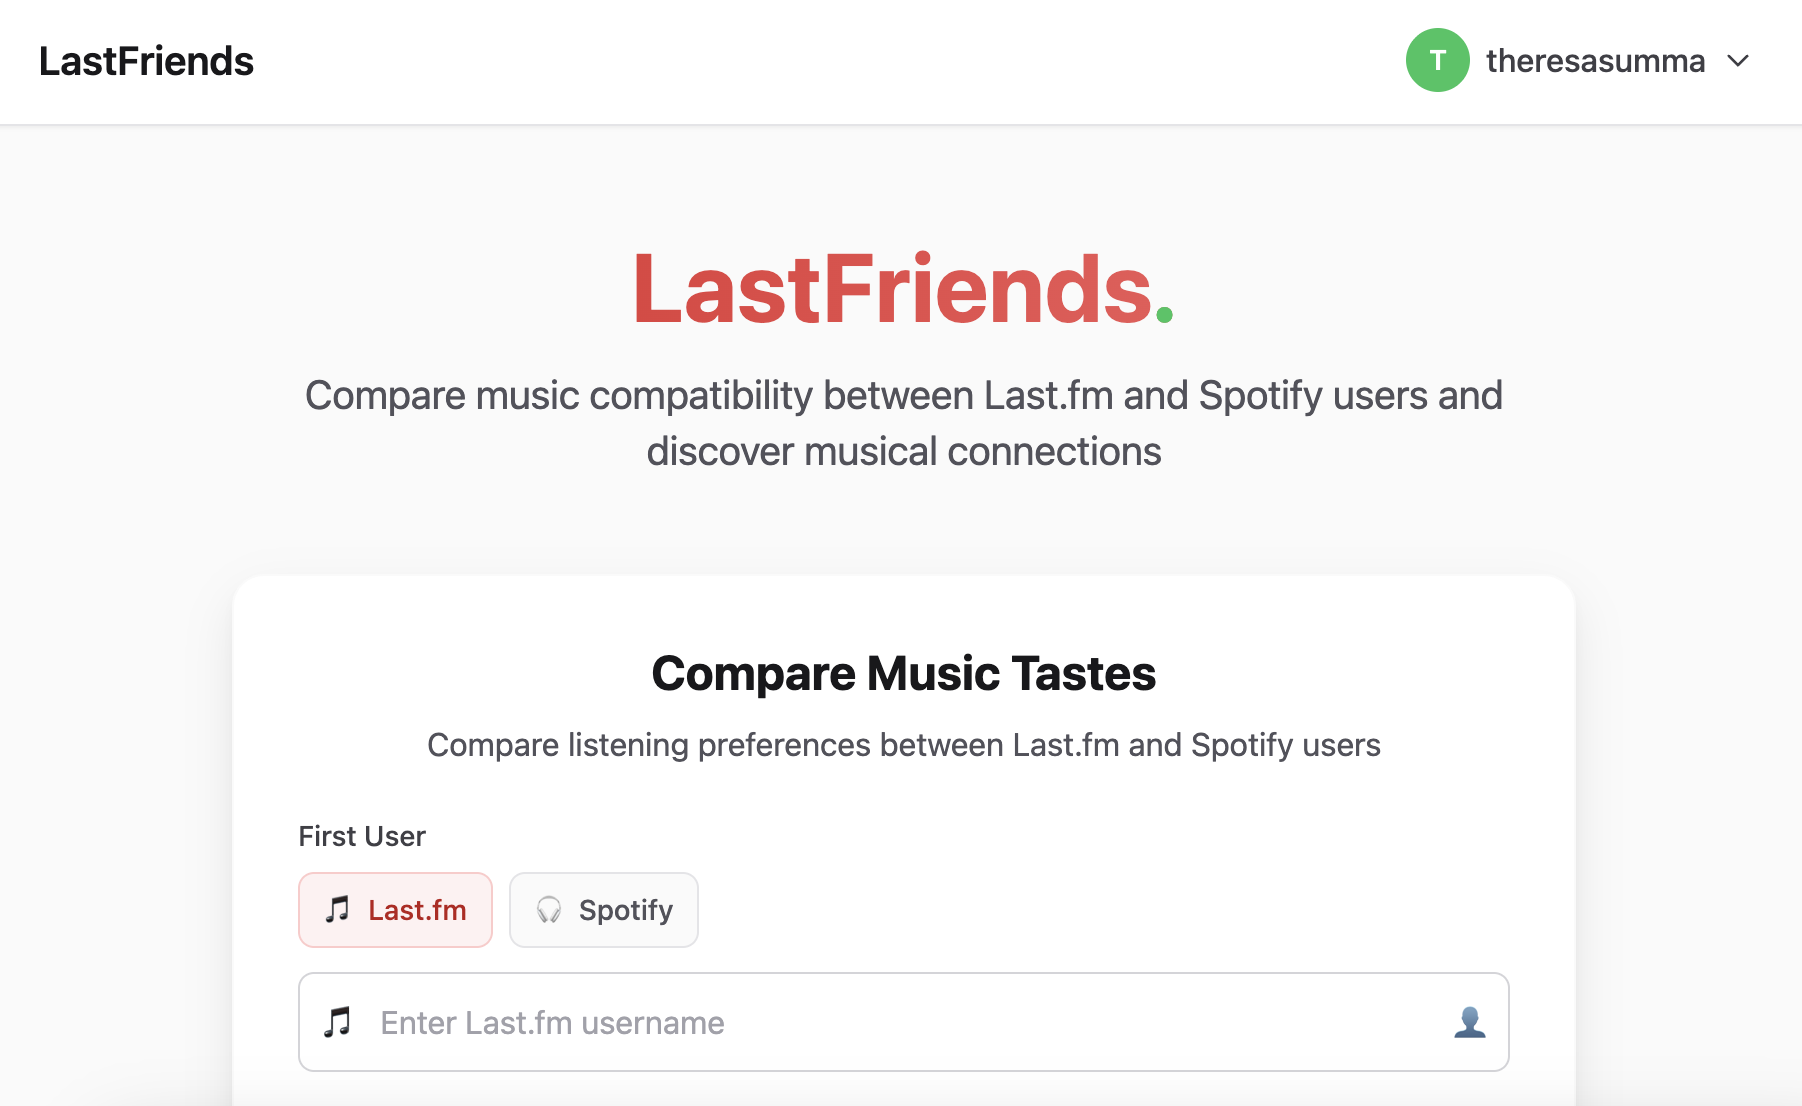 LastFriends
T theresasumma
LastFriends.
Compare music compatibility between Last.fm and Spotify users and
discover musical connections
Compare Music Tastes
Compare listening preferences between Last.fm and Spotify users
First User
Last.fm
Spotify
Enter Last.fm username